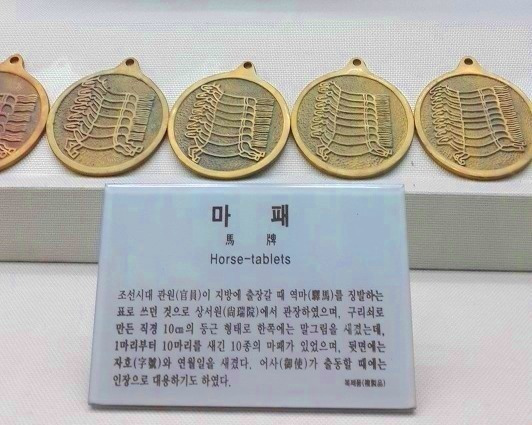 마 패
馬 牌
Horse-tablets
조선시대 관원(官員)이 지방에 출장갈 때 역마(驛馬)를 징발하는
표로 쓰던 것으로 상서원(尙瑞院)에서 관장하였으며, 구리쇠로
만든 직경 10㎝의 둥근 형태로 한쪽에는 말그림을 새겼는데,
1마리부터 10마리를 새긴 10종의 마패가 있었으며, 뒷면에는
자호(字號)와 연월일을 새겼다. 어사(御使)가 출동할 때에는
인장으로 대용하기도 하였다.
복제품(複製品)